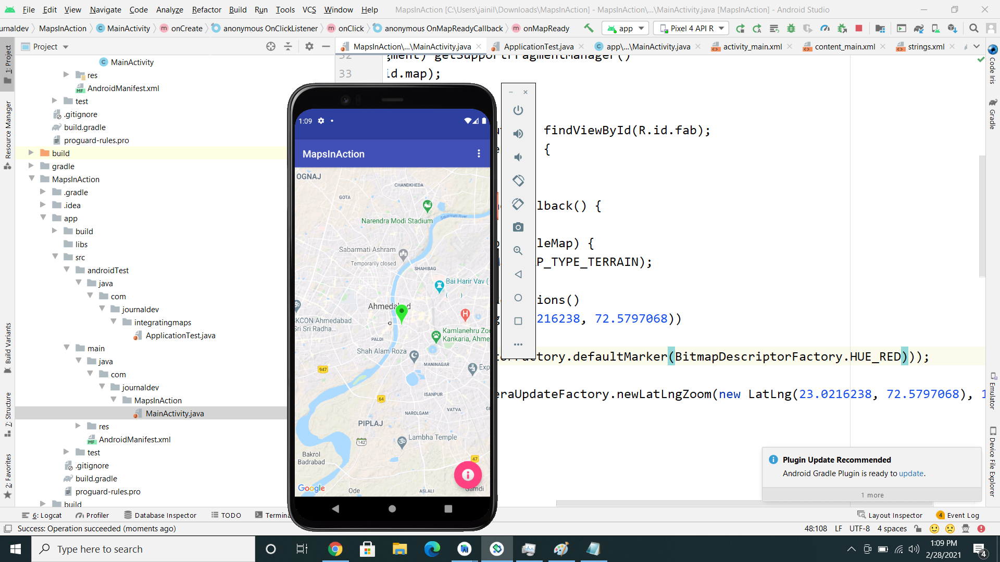 File Edit View Navigate Code Analyze Refactor Build Run Tools VCS Window Help MapsInAction [C:\Users\jainil\Downloads\MapsInAction] - MapsInAction\...\MainActivity.java [MapsInAction] - Android Studio
urnaldev MapsInAction MainActivity onCreate anonymous OnClickListener onClick anonymous OnMapReadyCallback onMapReady app Pixel 4 API R
Project
MapsInAction\...\MainActivity.java ApplicationTest.java app\...\MainActivity.java activity_main.xml content_main.xml strings.xml
1: Project
Resource Manager
Build Variants
7: Structure
2: Favorites
MainActivity
res
AndroidManifest.xml
test
.gitignore
build.gradle
proguard-rules.pro
build
gradle
MapsInAction
.gradle
.idea
app
build
libs
src
androidTest
java
com
journaldev
integratingmaps
ApplicationTest.java
main
java
com
journaldev
MapsInAction
MainActivity.java
res
AndroidManifest.xml
test
.gitignore
build.gradle
proguard-rules.pro
build
32 gment) getSupportFragmentManager()
33 id.map);
findViewById(R.id.fab);
{
lback() {
leMap) {
P_TYPE_TERRAIN);
ions()
216238, 72.5797068))
torFactory.defaultMarker(BitmapDescriptorFactory.HUE_RED)));
eraUpdateFactory.newLatLngZoom(new LatLng(23.0216238, 72.5797068), 1
1:09
MapsInAction
OGNAJ
CHANDKHEDA
GOTA
Sabarmati River
Narendra Modi Stadium
Sabarmati Ashram
Temporarily closed
SHAHIBAG
Bai Harir Vav (
( )
Ahmedabad
H
SKCON Ahmedabad
Sri Sri Radha...
Kamlanehru Zoo
Kankaria, Ahme
...
PALDI
Shah Alam Roza
MANINAGAR
Exp
947
ISANPUR
64
VATVA
NAROLGAM
PIPLAJ
Lambha Temple
142
Bakrol
Badrabad
47
Google
Ode
ASLALI
Gamdi
Code Iris
Gradle
Emulator
Device File Explorer
Plugin Update Recommended
Android Gradle Plugin is ready to update.
1 more
6: Logcat Profiler Database Inspector TODO Termina Layout Inspector 4 Event Log
Success: Operation succeeded (moments ago) 48:108 LF UTF-8 4 spaces
Type here to search
1:09 PM
2/28/2021
4